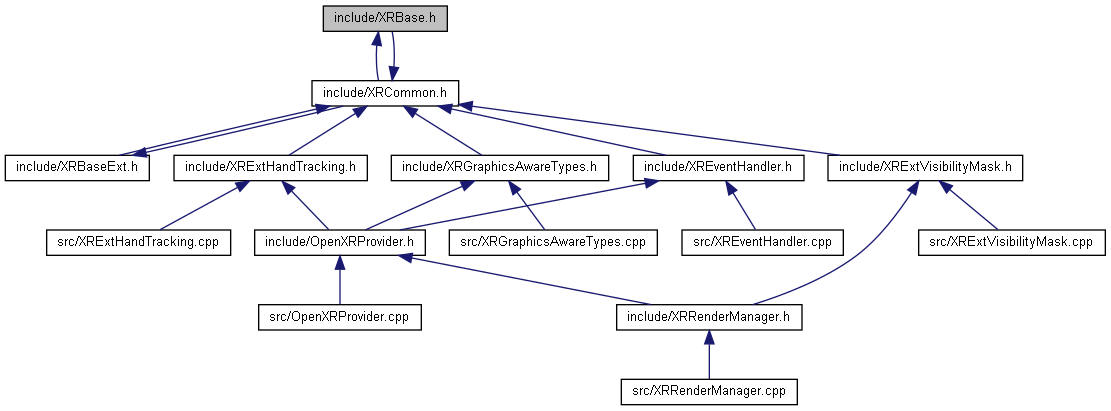 include/XRBase.h
include/XRCommon.h
include/XRBaseExt.h
include/XRExtHandTracking.h
include/XRGraphicsAwareTypes.h
include/XREventHandler.h
include/XRExtVisibilityMask.h
src/XRExtHandTracking.cpp
include/OpenXRProvider.h
src/XRGraphicsAwareTypes.cpp
src/XREventHandler.cpp
src/XRExtVisibilityMask.cpp
src/OpenXRProvider.cpp
include/XRRenderManager.h
src/XRRenderManager.cpp